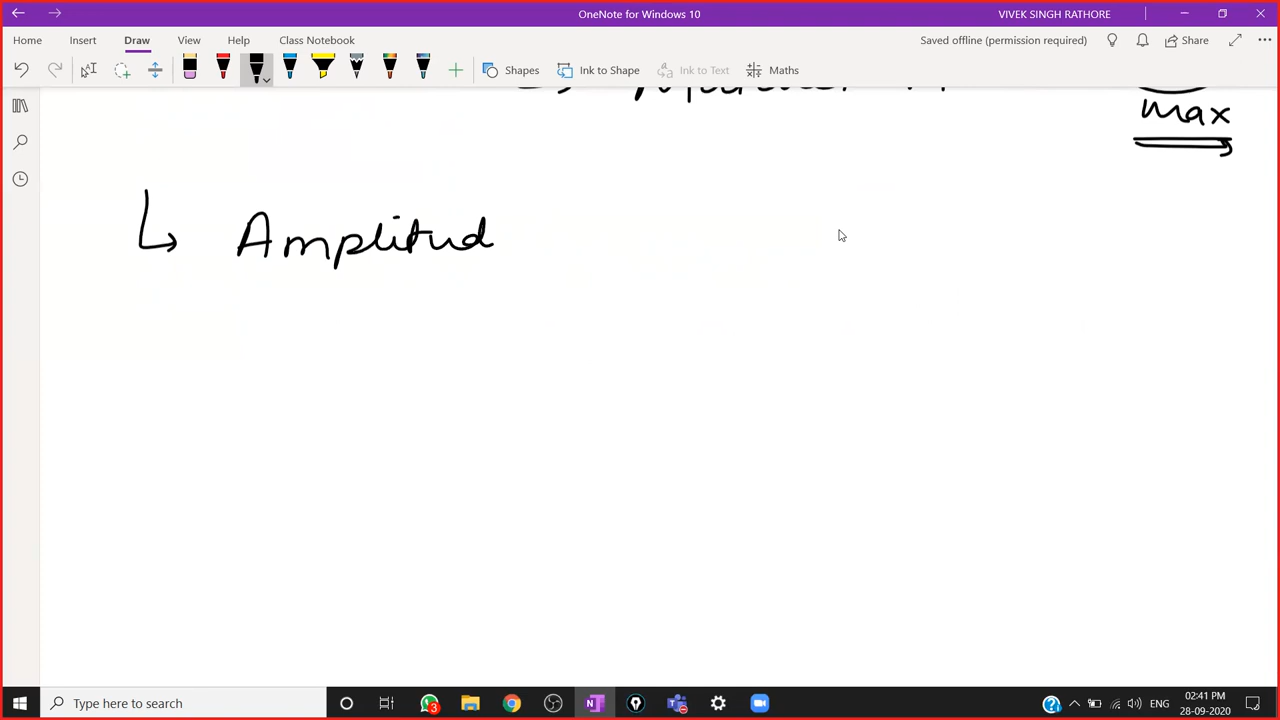 OneNote for Windows 10
VIVEK SINGH RATHORE
Home Insert Draw View Help Class Notebook
Saved offline (permission required)
Share
Shapes Ink to Shape Ink to Text Maths
max
Amplitud
Type here to search
3
ENG
02:41 PM
28-09-2020